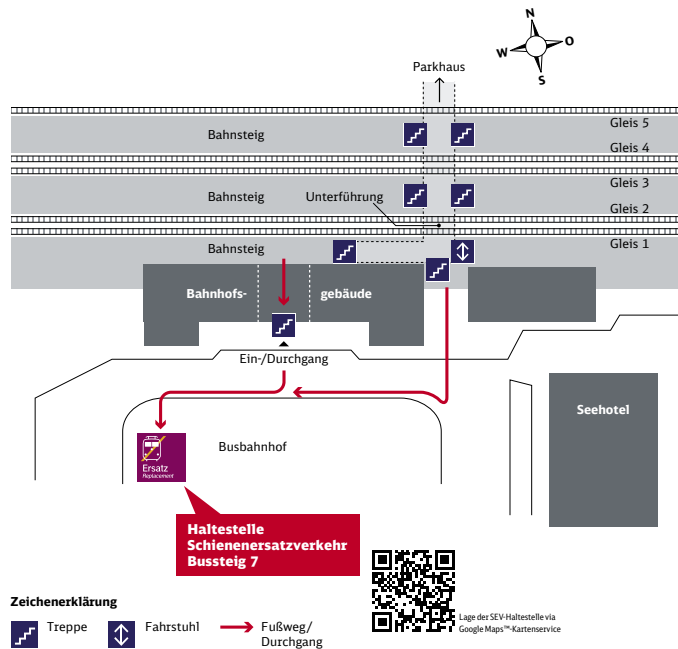 N
W
O
S
Parkhaus
Gleis 5
Bahnsteig
Gleis 4
Gleis 3
Bahnsteig
Unterführung
Gleis 2
Bahnsteig
Gleis 1
Bahnhofs-
gebäude
Ein-/Durchgang
Seehotel
Busbahnhof
Ersatz
Replacement
Haltestelle
Schienenersatzverkehr
Bussteig 7
Zeichenerklärung
Treppe
Fahrstuhl
Fußweg/
Durchgang
Lage der SEV-Haltestelle via
Google Maps™-Kartenservice